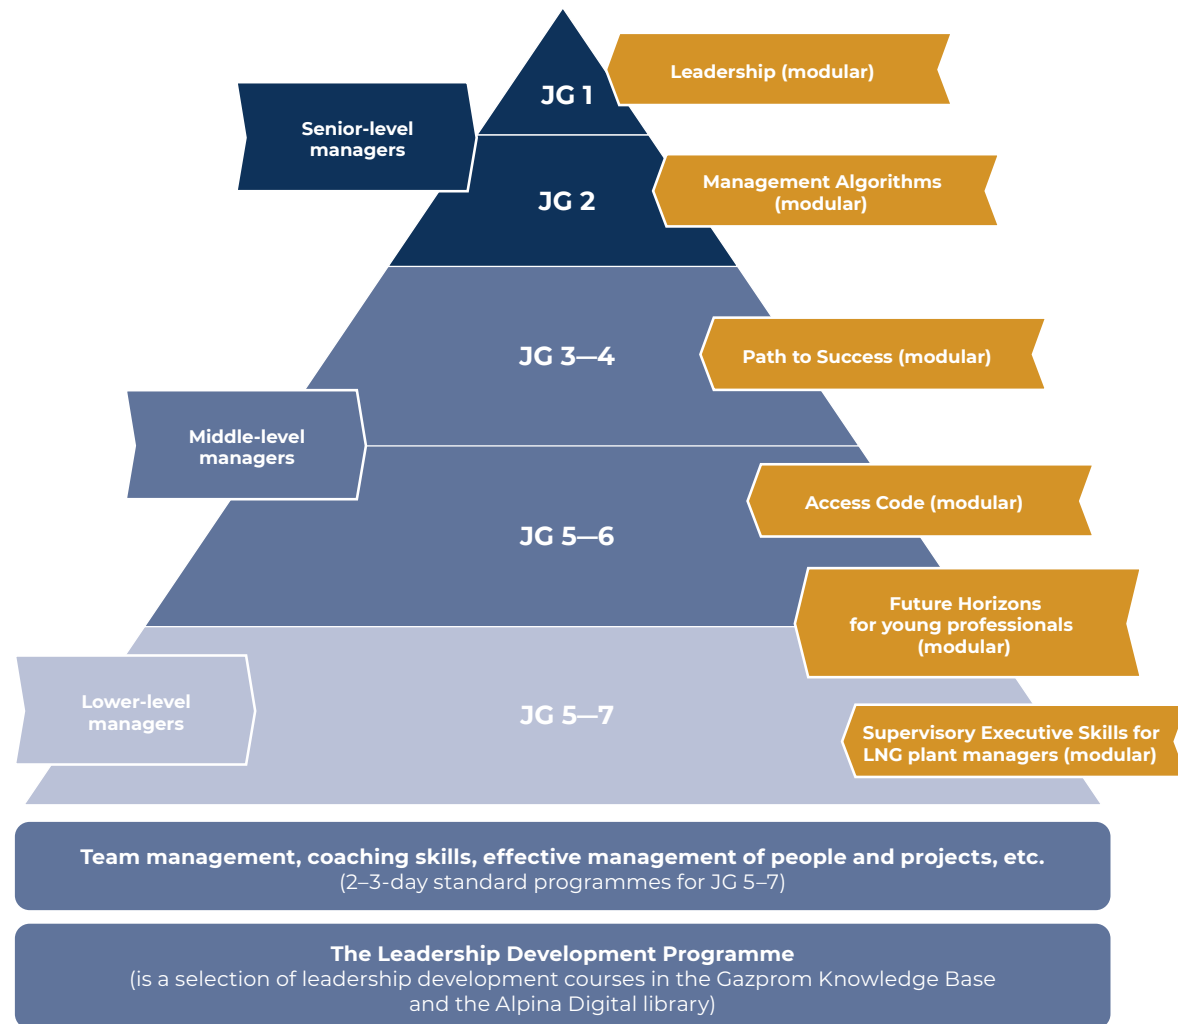 Leadership (modular)
JG 1
Senior-level
managers
Management Algorithms
(modular)
JG 2
Path to Success (modular)
JG 3—4
Middle-level
managers
Access Code (modular)
JG 5—6
Future Horizons
for young professionals
(modular)
Lower-level
managers
JG 5—7
Supervisory Executive Skills for
LNG plant managers (modular)
Team management, coaching skills, effective management of people and projects, etc.
(2–3-day standard programmes for JG 5–7)
The Leadership Development Programme
(is a selection of leadership development courses in the Gazprom Knowledge Base
and the Alpina Digital library)